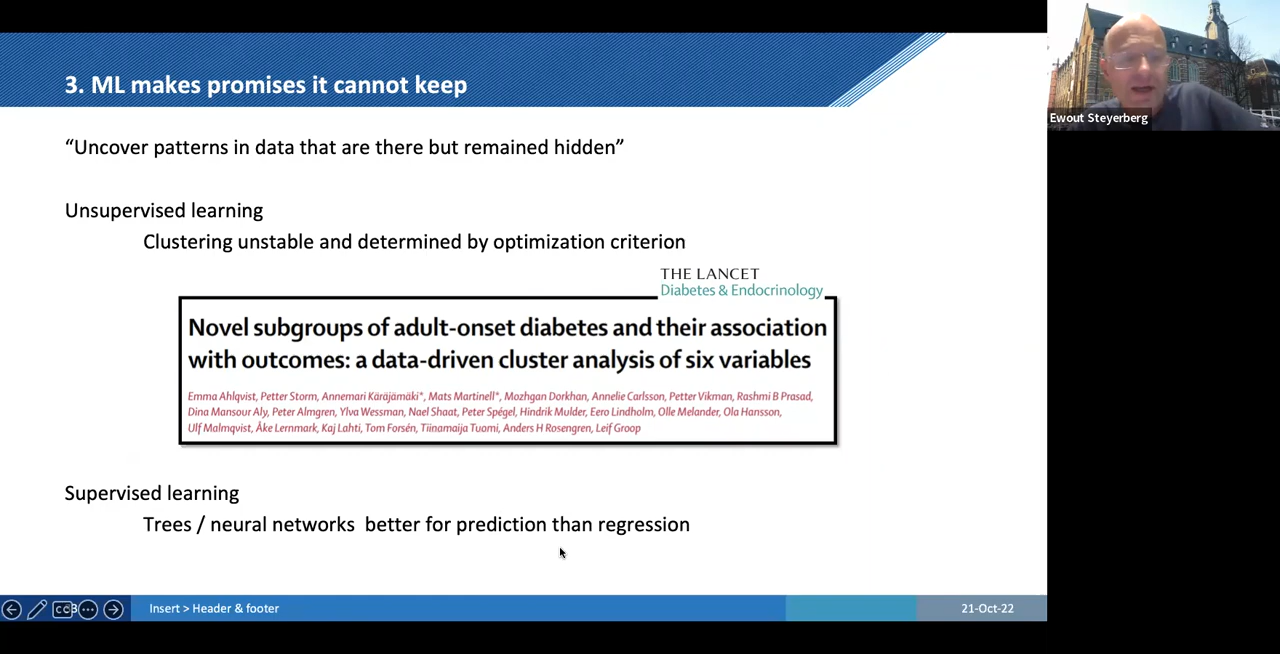 3. ML makes promises it cannot keep
Ewout Steyerberg
“Uncover patterns in data that are there but remained hidden”
Unsupervised learning
Clustering unstable and determined by optimization criterion
THE LANCET
Diabetes & Endocrinology
Novel subgroups of adult-onset diabetes and their association
with outcomes: a data-driven cluster analysis of six variables
Emma Ahlqvist, Petter Storm, Annemari Käräjämäki*, Mats Martinell*, Mozhgan Dorkhan, Annelie Carlsson, Petter Vikman, Rashmi B Prasad,
Dina Mansour Aly, Peter Almgren, Ylva Wessman, Nael Shaat, Peter Spégel, Hindrik Mulder, Eero Lindholm, Olle Melander, Ola Hansson,
Ulf Malmqvist, Åke Lernmark, Kaj Lahti, Tom Forsén, Tiinamaija Tuomi, Anders H Rosengren, Leif Groop
Supervised learning
Trees / neural networks  better for prediction than regression
Insert > Header & footer
21-Oct-22